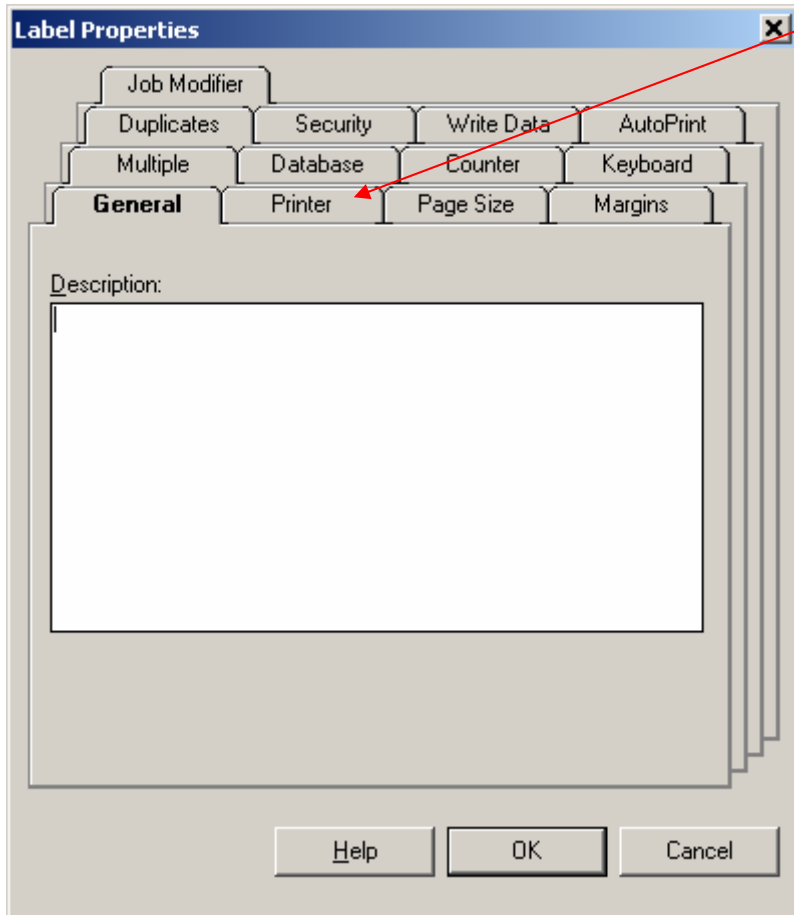 Label Properties
Job Modifier
Duplicates Security Write Data AutoPrint
Multiple Database Counter Keyboard
General Printer Page Size Margins
Description:
Help OK Cancel